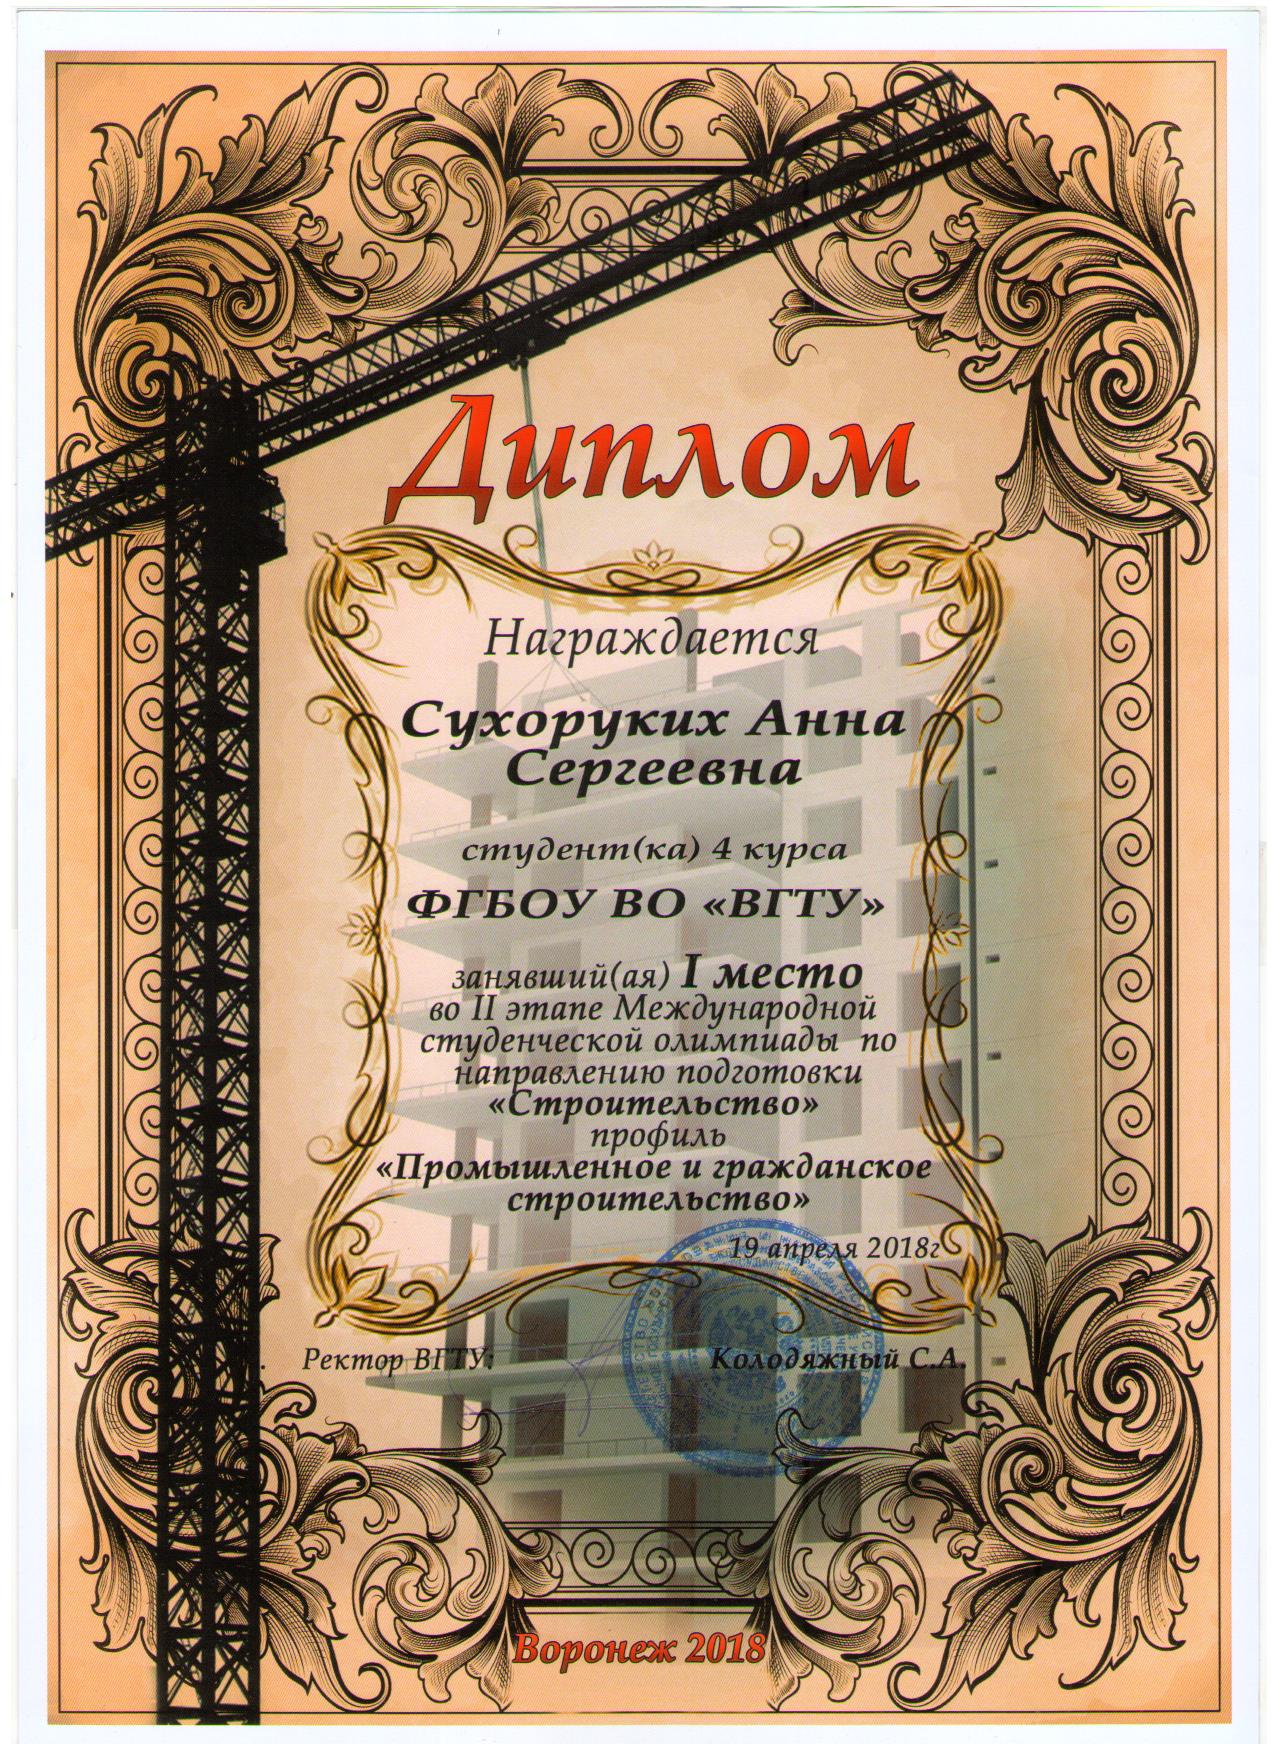 Диплом
Награждается
Сухоруких Анна
Сергеевна
студент(ка) 4 курса
ФГБОУ ВО «ВГТУ»
занявший(ая) I место
во II этапе Международной
студенческой олимпиады по
направлению подготовки
«Строительство»
профиль
«Промышленное и гражданское
строительство»
19 апреля 2018г
Ректор ВГТУ: Колодяжный С.А.
Воронеж 2018